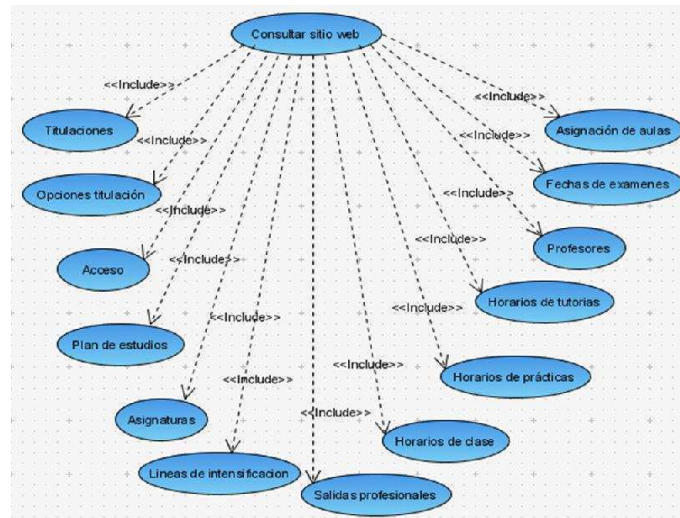 Consultar sitio web
<<Include>>
<<Include>>
Titulaciones
Asignación de aulas
<<Include>>
<<Include>>
Opciones titulación
Fechas de examenes
<<Include>>
<<Include>>
Acceso
Profesores
<<Include>>
<<Include>>
Horarios de tutorias
<<Include>>
<<Include>>
Plan de estudios
Horarios de prácticas
<<Include>>
<<Include>>
Asignaturas
<<Include>>
Horarios de clase
Lineas de intensificacion
Salidas profesionales